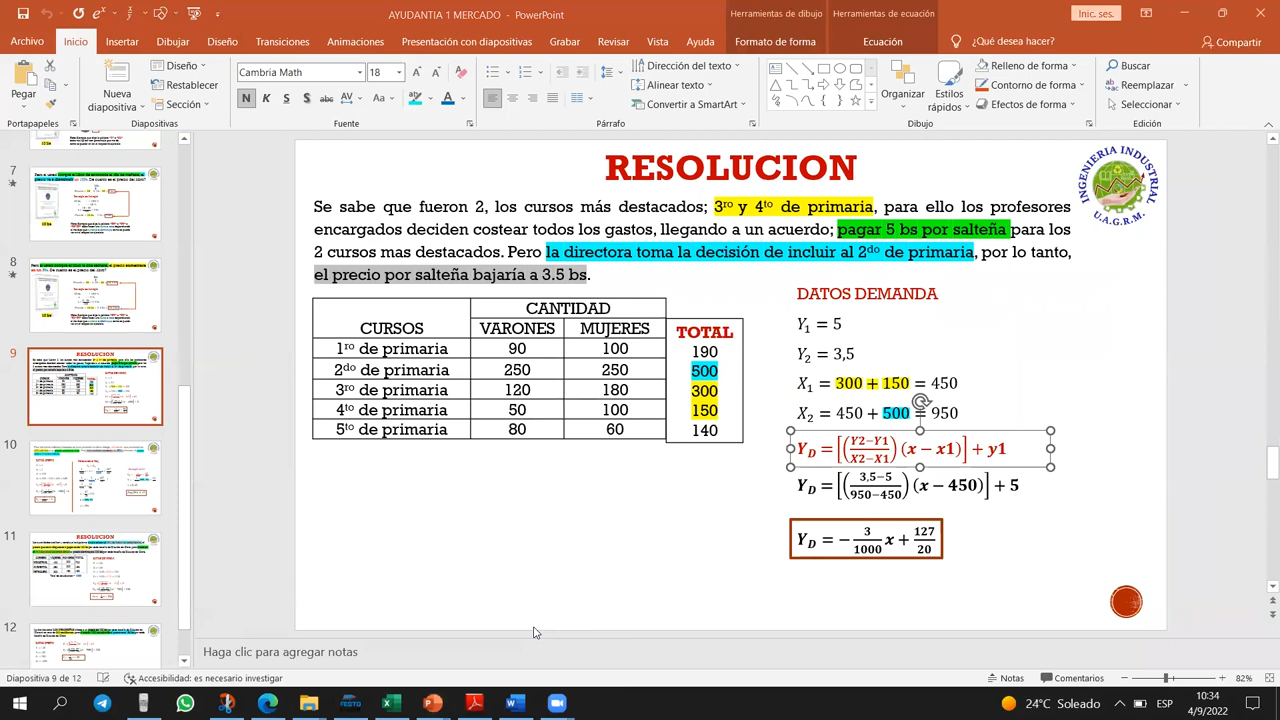 AYUDANTIA 1 MERCADO - PowerPoint
Herramientas de dibujo
Herramientas de ecuación
Archivo
Inicio
Insertar
Dibujar
Diseño
Transiciones
Animaciones
Presentación con diapositivas
Revisar
Vista
Ayuda
Formato de forma
Ecuación
¿Qué desea hacer?
Compartir
Pegar
Nueva diapositiva
Diseño
Restablecer
Sección
Cambria Math
18
N K S S abc AV Aa
Dirección del texto
Alinear texto
Convertir a SmartArt
Organizar
Estilos rápidos
Relleno de forma
Contorno de forma
Efectos de forma
Buscar
Reemplazar
Seleccionar
Portapapeles
Diapositivas
Fuente
Párrafo
Dibujo
Edición
RESOLUCION
INGENIERIA INDUSTRIAL
U.A.G.R.M.
Se sabe que fueron 2, los cursos más destacados; 3ro y 4to de primaria, para ello los profesores
encargados deciden costear todos los gastos, llegando a un acuerdo; pagar 5 bs por salteña para los
2 cursos mas destacados. Pero la directora toma la decisión de incluir al 2do de primaria, por lo tanto,
el precio por salteña bajaría a 3.5 bs.
CANTIDAD
CURSOS VARONES MUJERES TOTAL
1ro de primaria 90 100 190
2do de primaria 250 250 500
3ro de primaria 120 180 300
4to de primaria 50 100 150
5to de primaria 80 60 140
DATOS DEMANDA
Y₁ = 5
Y₂ = 3,5
X₁ = 300 + 150 = 450
X₂ = 450 + 500 = 950
Y_D = [((Y2−Y1)/(X2−X1)) (x − x1)] + y1
Y_D = [((3,5−5)/(950−450)) (x − 450)] + 5
Y_D = −3/1000 x + 127/20
9
RESOLUCION
10
11
RESOLUCION
12
Haga clic para agregar notas
Diapositiva 9 de 12
Accesibilidad: es necesario investigar
Notas
Comentarios
82%
FESTO
24°C Soleado
ESP
10:34
4/9/2022